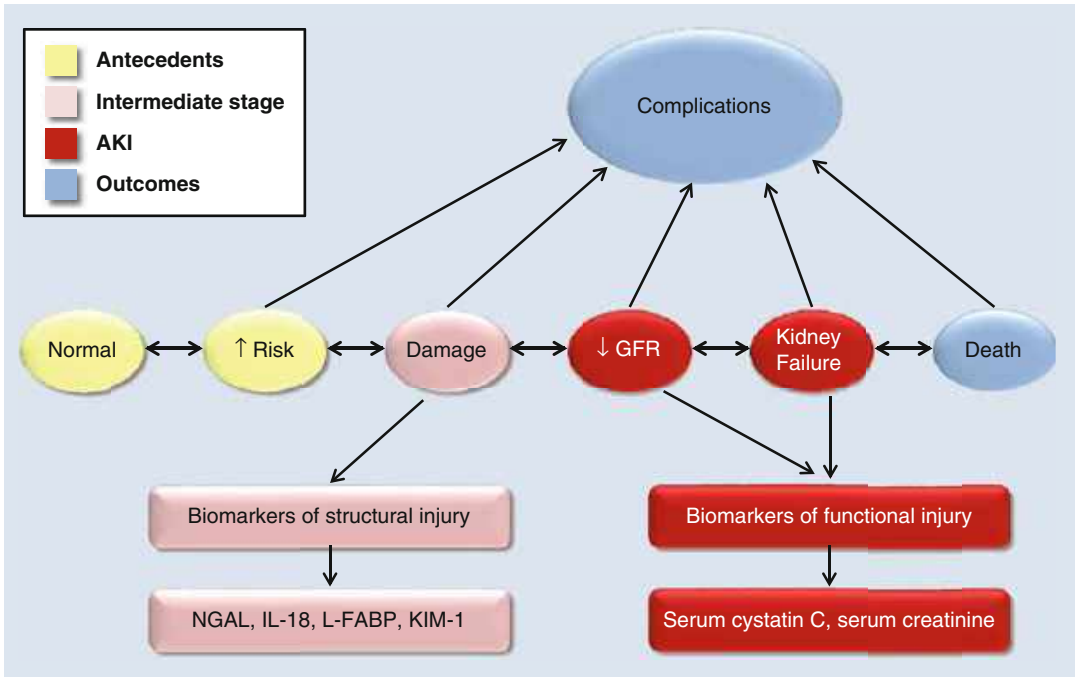 Antecedents
Intermediate stage
AKI
Outcomes
Complications
Normal
↑ Risk
Damage
↓ GFR
Kidney
Failure
Death
Biomarkers of structural injury
Biomarkers of functional injury
NGAL, IL-18, L-FABP, KIM-1
Serum cystatin C, serum creatinine